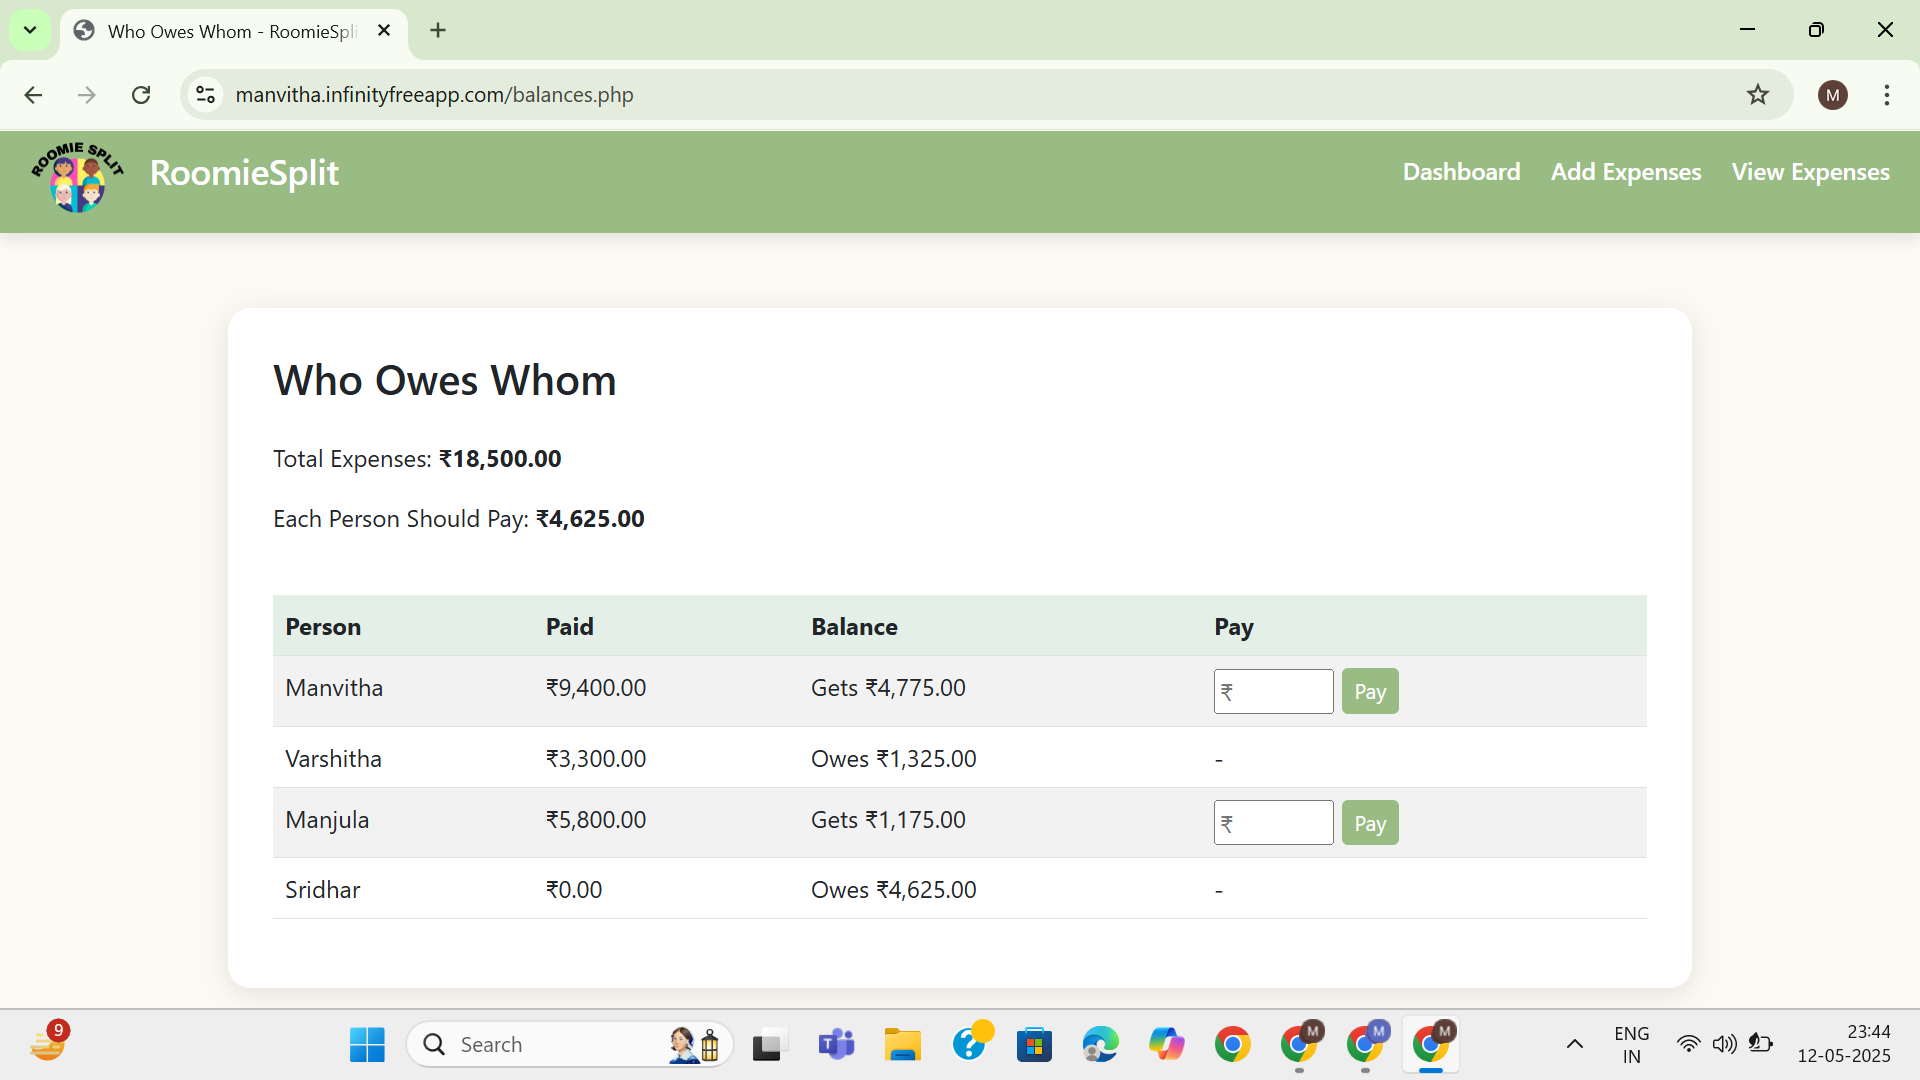 Who Owes Whom - RoomieSpli
manvitha.infinityfreeapp.com/balances.php
M
ROOMIE SPLIT
RoomieSplit
Dashboard Add Expenses View Expenses
Who Owes Whom
Total Expenses: ₹18,500.00
Each Person Should Pay: ₹4,625.00
Person Paid Balance Pay
Manvitha ₹9,400.00 Gets ₹4,775.00 ₹ Pay
Varshitha ₹3,300.00 Owes ₹1,325.00 -
Manjula ₹5,800.00 Gets ₹1,175.00 ₹ Pay
Sridhar ₹0.00 Owes ₹4,625.00 -
9
Search
T
?
M
M
M
ENG
IN
23:44
12-05-2025